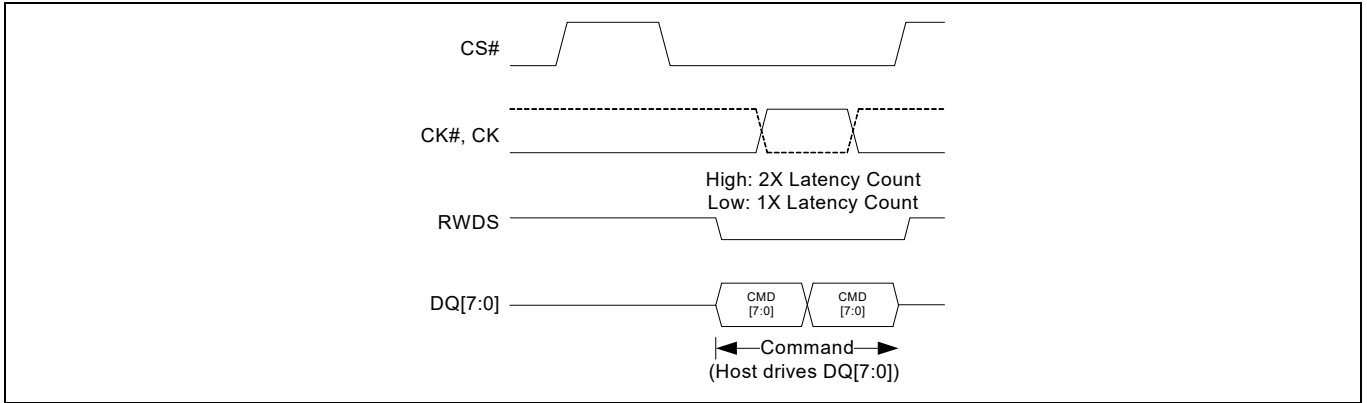 CS#
CK#, CK
High: 2X Latency Count
Low: 1X Latency Count
RWDS
DQ[7:0]
CMD
[7:0]
CMD
[7:0]
Command
(Host drives DQ[7:0])